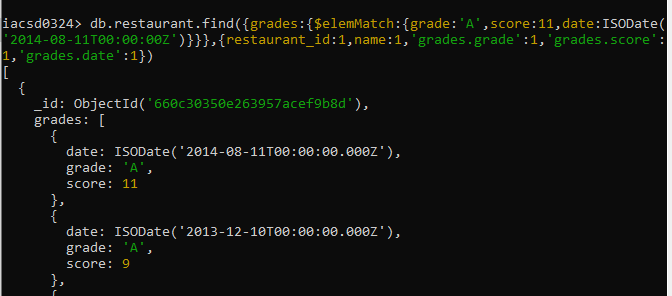 iacsd0324> db.restaurant.find({grades:{$elemMatch:{grade:'A',score:11,date:ISODate(
'2014-08-11T00:00:00Z')}}},{restaurant_id:1,name:1,'grades.grade':1,'grades.score':
1,'grades.date':1})
[
  {
    _id: ObjectId('660c30350e263957acef9b8d'),
    grades: [
      {
        date: ISODate('2014-08-11T00:00:00.000Z'),
        grade: 'A',
        score: 11
      },
      {
        date: ISODate('2013-12-10T00:00:00.000Z'),
        grade: 'A',
        score: 9
      },
      {